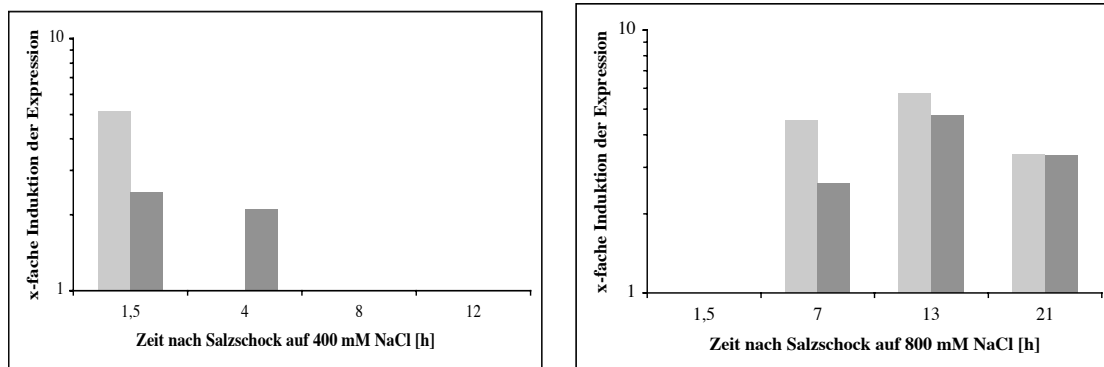 x-fache Induktion der Expression
10
1
1,5 4 8 12
Zeit nach Salzschock auf 400 mM NaCl [h]
x-fache Induktion der Expression
10
1
1,5 7 13 21
Zeit nach Salzschock auf 800 mM NaCl [h]